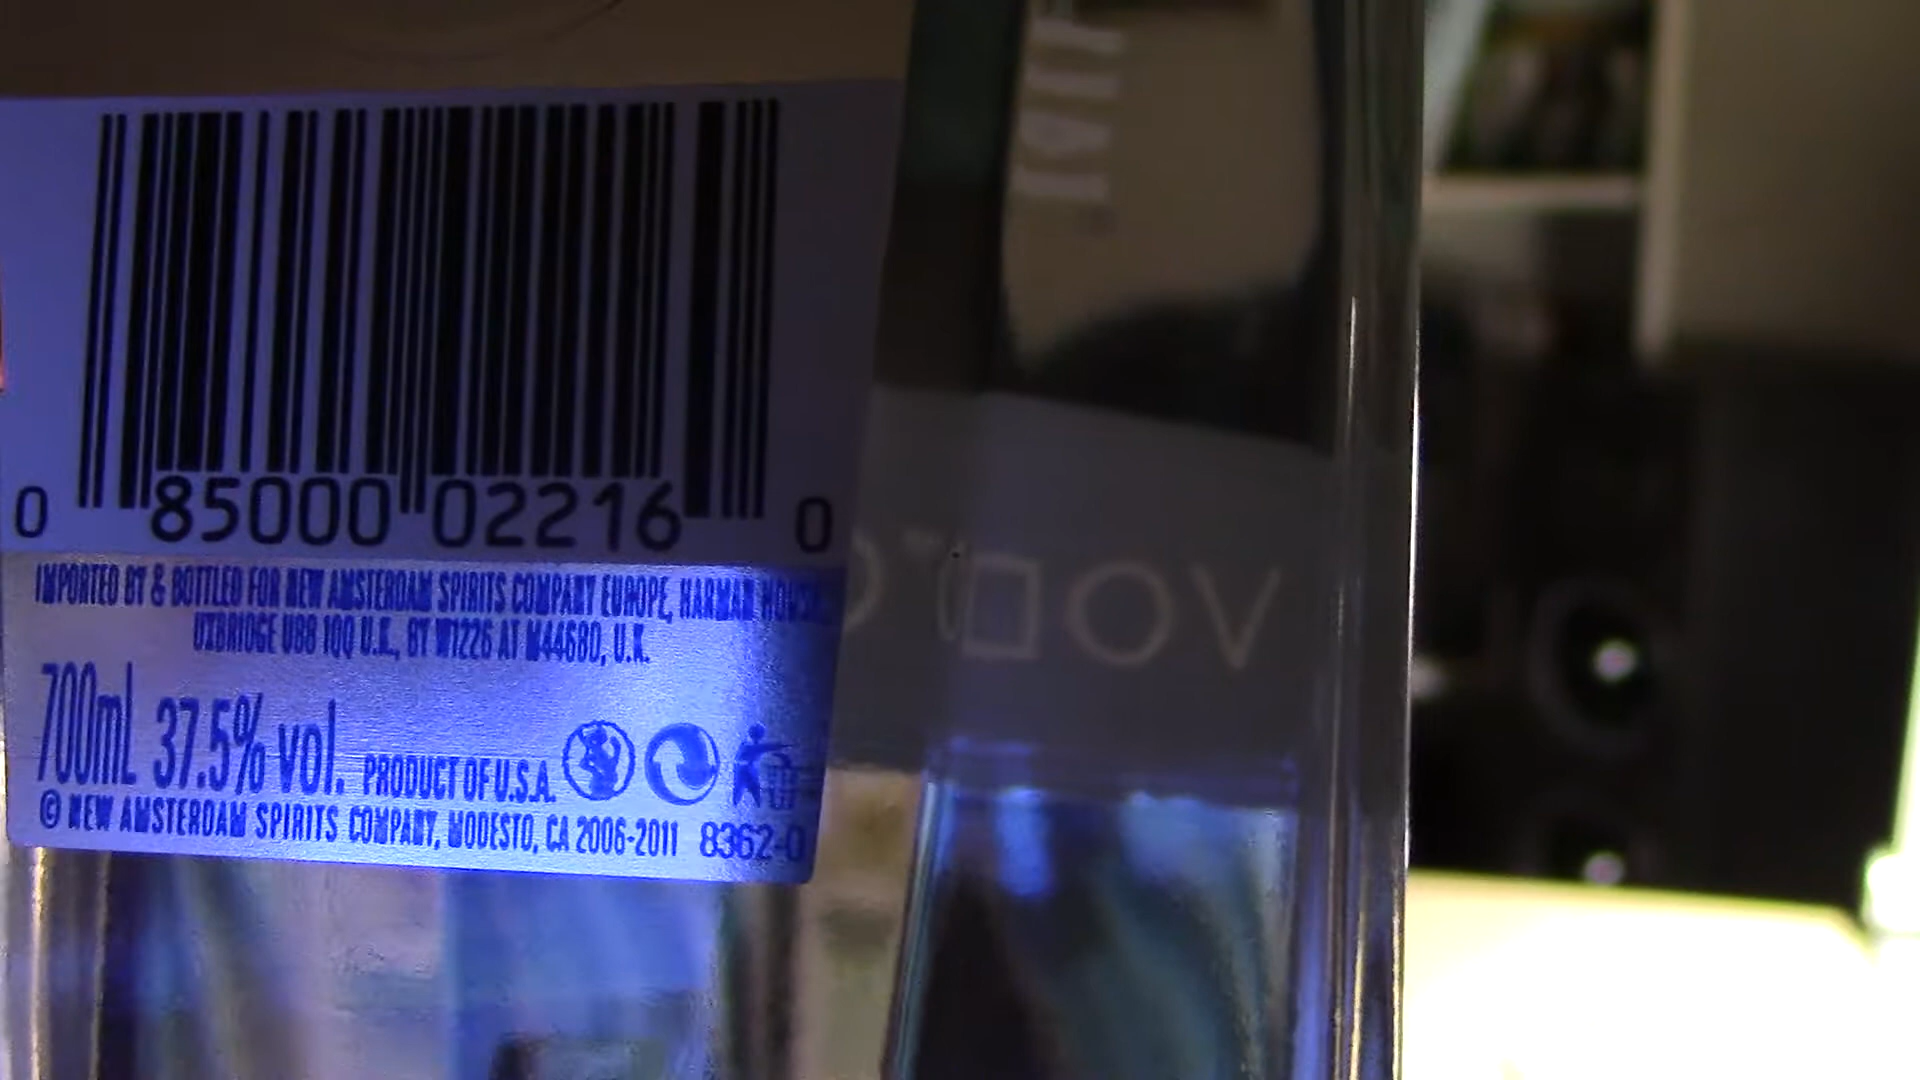 0 85000 02216 0
IMPORTED BY & BOTTLED FOR NEW AMSTERDAM SPIRITS COMPANY EUROPE, HARMAN HOUSE,
UXBRIDGE UB8 1QQ U.K., BY W1226 AT M44680, U.K.
700mL 37.5% vol. PRODUCT OF U.S.A.
© NEW AMSTERDAM SPIRITS COMPANY, MODESTO, CA 2006-2011 8362-0